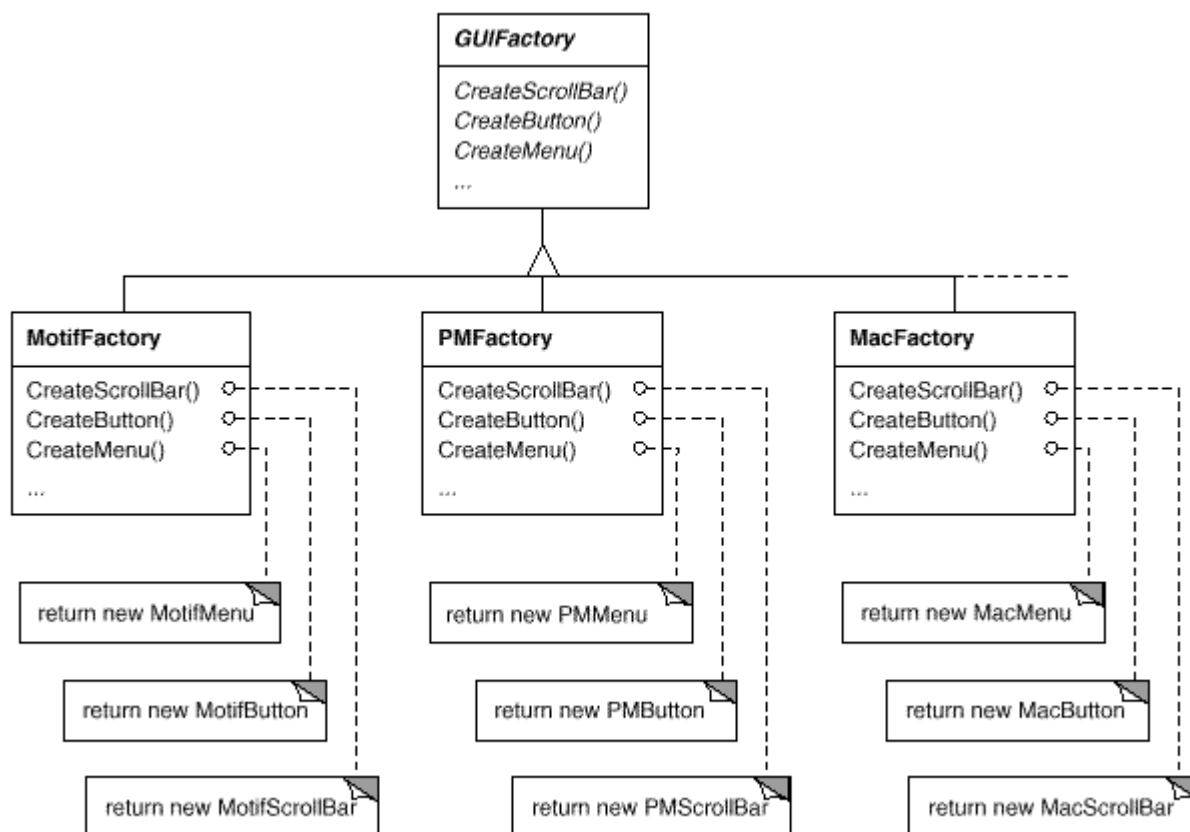 GUIFactory
CreateScrollBar()
CreateButton()
CreateMenu()
...
MotifFactory
CreateScrollBar()
CreateButton()
CreateMenu()
...
PMFactory
CreateScrollBar()
CreateButton()
CreateMenu()
...
MacFactory
CreateScrollBar()
CreateButton()
CreateMenu()
...
return new MotifMenu
return new PMMenu
return new MacMenu
return new MotifButton
return new PMButton
return new MacButton
return new MotifScrollBar
return new PMScrollBar
return new MacScrollBar